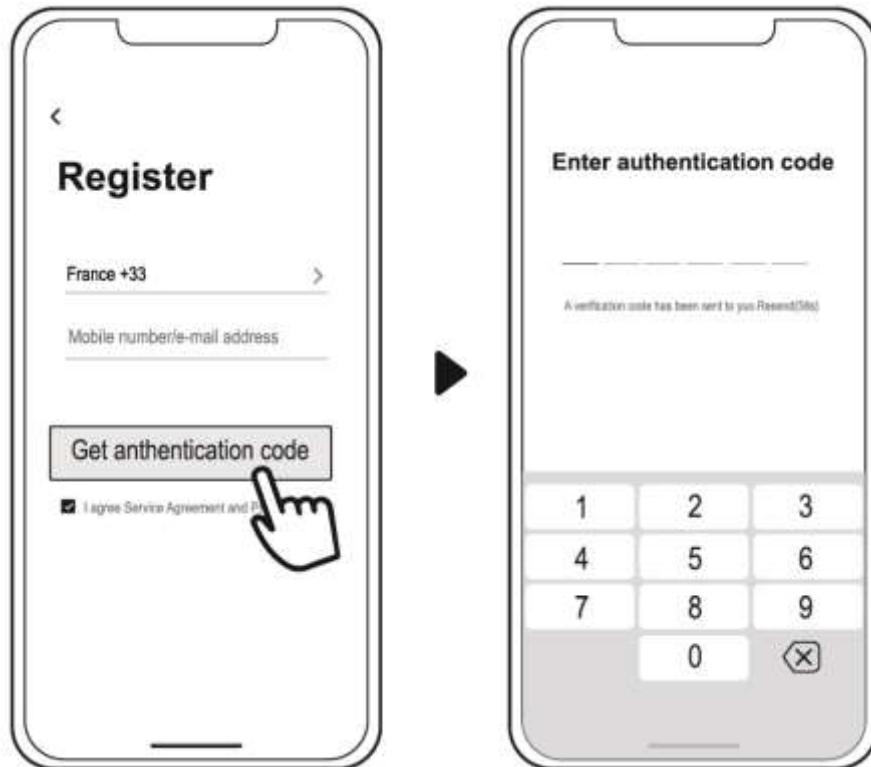 Register
France +33
Mobile number/e-mail address
Get anthentication code
I agree Service Agreement and P
Enter authentication code
A verification code has been sent to you Resend(58s)
1 2 3
4 5 6
7 8 9
0